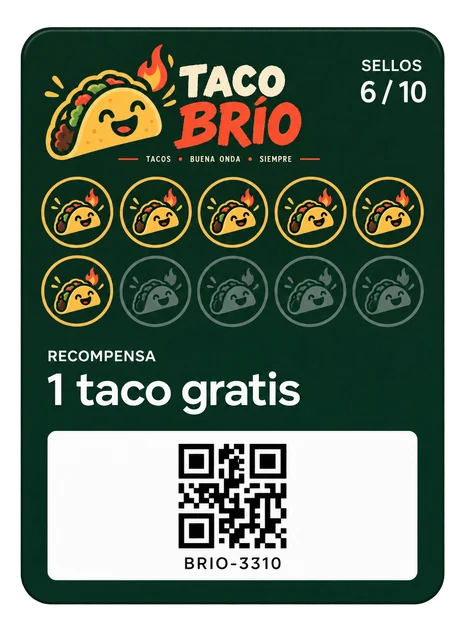 TACO
BRÍO
TACOS • BUENA ONDA • SIEMPRE
SELLOS
6 / 10
RECOMPENSA
1 taco gratis
BRIO-3310